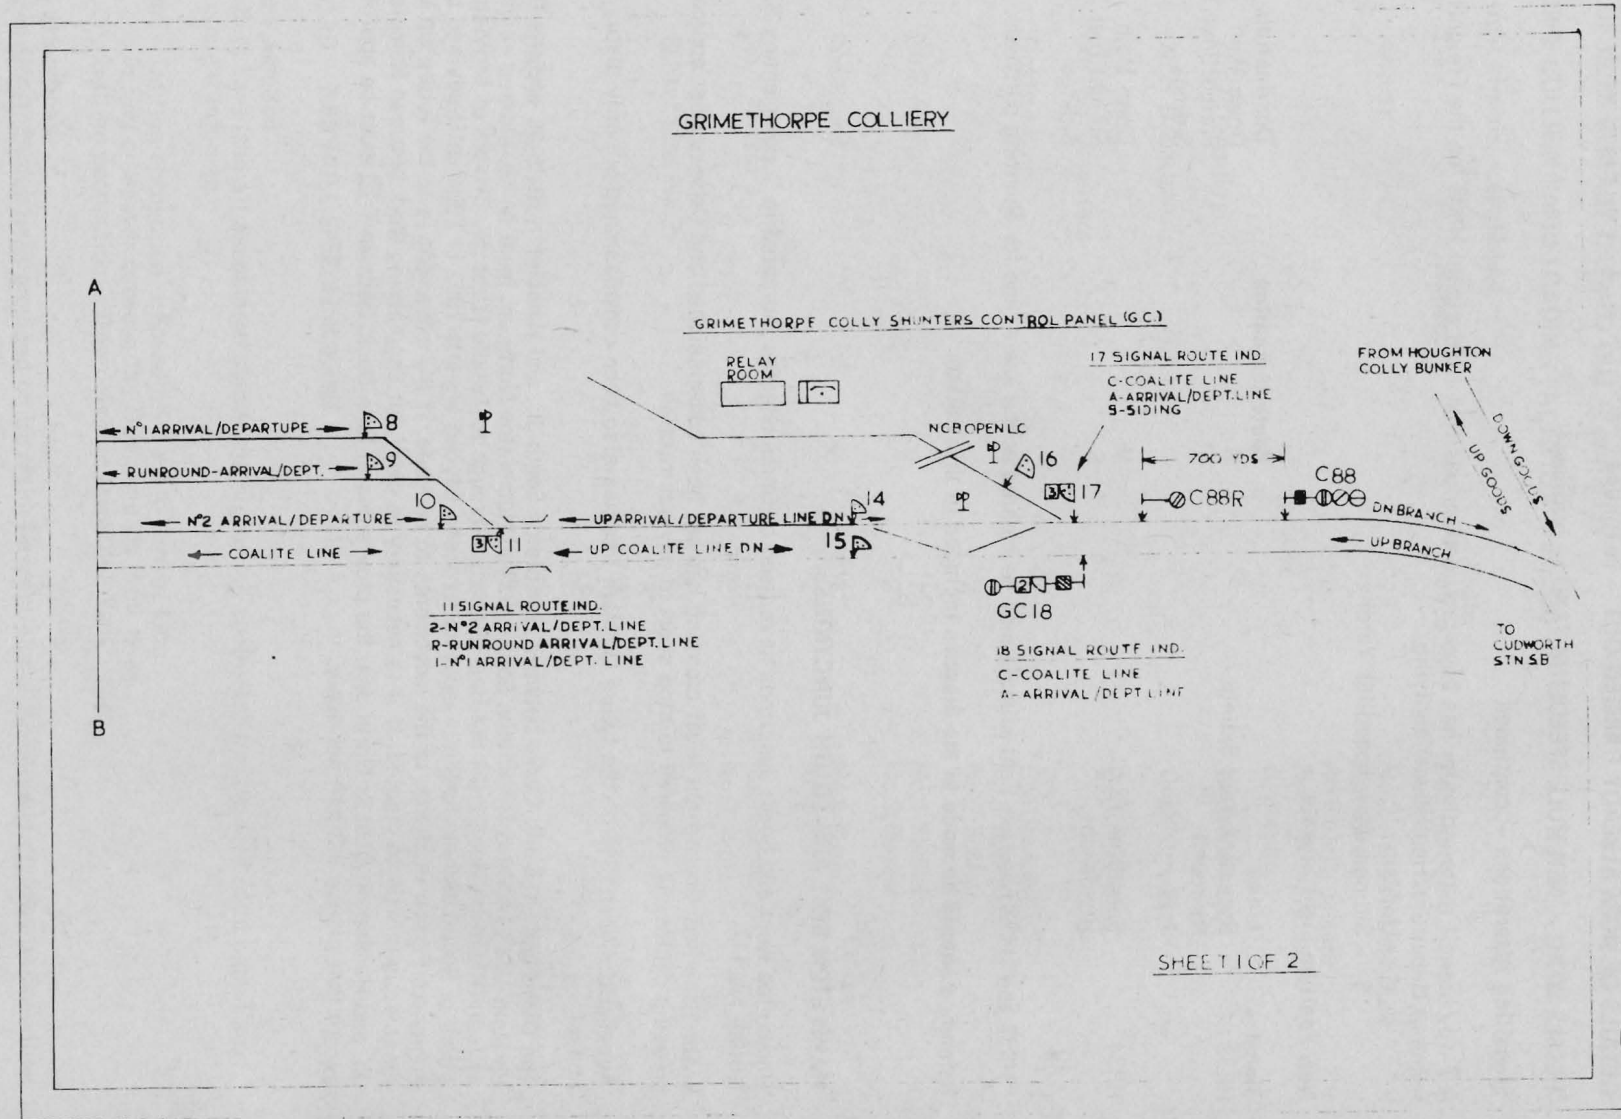 GRIMETHORPE COLLIERY
A
GRIMETHORPE COLLY SHUNTERS CONTROL PANEL (G.C.)
RELAY
ROOM
17 SIGNAL ROUTE IND.
C-COALITE LINE
A-ARRIVAL/DEPT.LINE
S-SIDING
FROM HOUGHTON
COLLY BUNKER
DOWN GOODS
UP GOODS
NCB OPEN LC
8
Nº1 ARRIVAL/DEPARTURE
9
RUNROUND-ARRIVAL/DEPT.
10
Nº2 ARRIVAL/DEPARTURE
COALITE LINE
3
11
UP ARRIVAL/DEPARTURE LINE DN
UP COALITE LINE DN
14
15
16
3
17
700 YDS
C88R
C88
DN BRANCH
UP BRANCH
2
GC18
11 SIGNAL ROUTE IND.
2-Nº2 ARRIVAL/DEPT. LINE
R-RUNROUND ARRIVAL/DEPT. LINE
1-Nº1 ARRIVAL/DEPT. LINE
18 SIGNAL ROUTE IND.
C-COALITE LINE
A-ARRIVAL/DEPT LINE
TO
CUDWORTH
STN SB
B
SHEET 1 OF 2